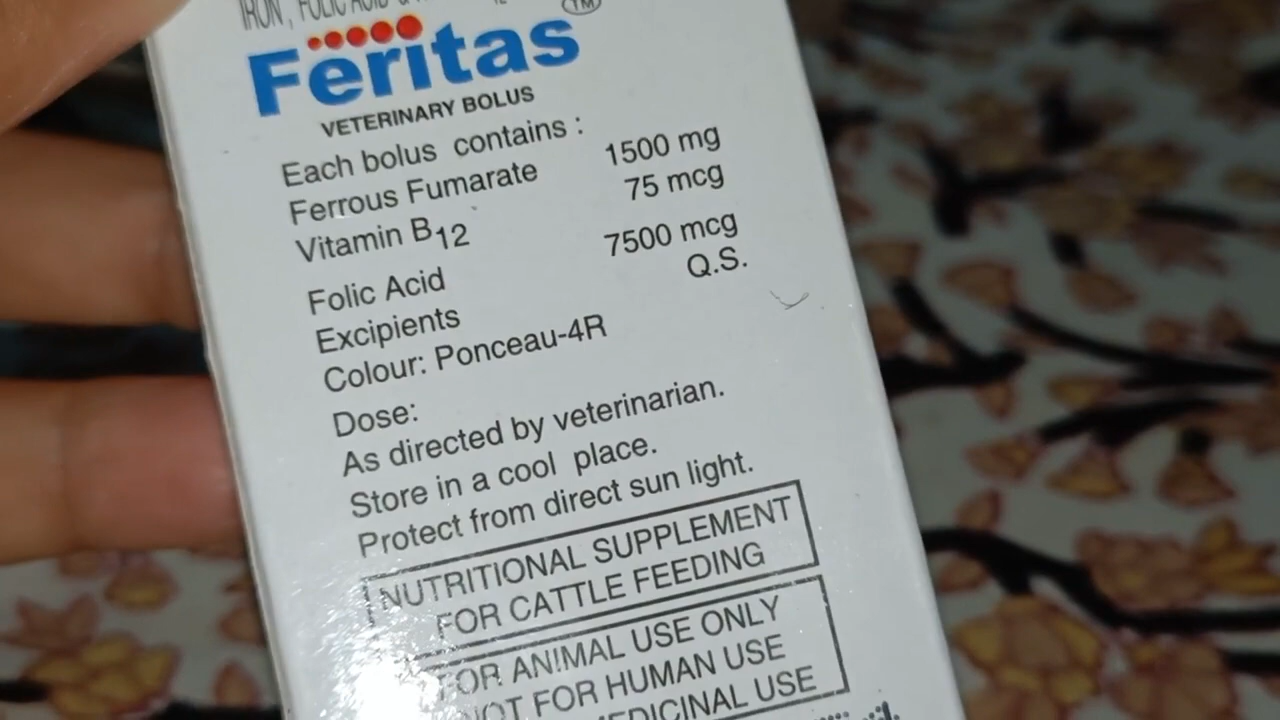 IRON, FOLIC ACID &
Feritas TM
VETERINARY BOLUS
Each bolus contains :
Ferrous Fumarate 1500 mg
Vitamin B12 75 mcg
Folic Acid 7500 mcg
Excipients Q.S.
Colour: Ponceau-4R
Dose:
As directed by veterinarian.
Store in a cool place.
Protect from direct sun light.
NUTRITIONAL SUPPLEMENT
FOR CATTLE FEEDING
FOR ANIMAL USE ONLY
NOT FOR HUMAN USE
MEDICINAL USE